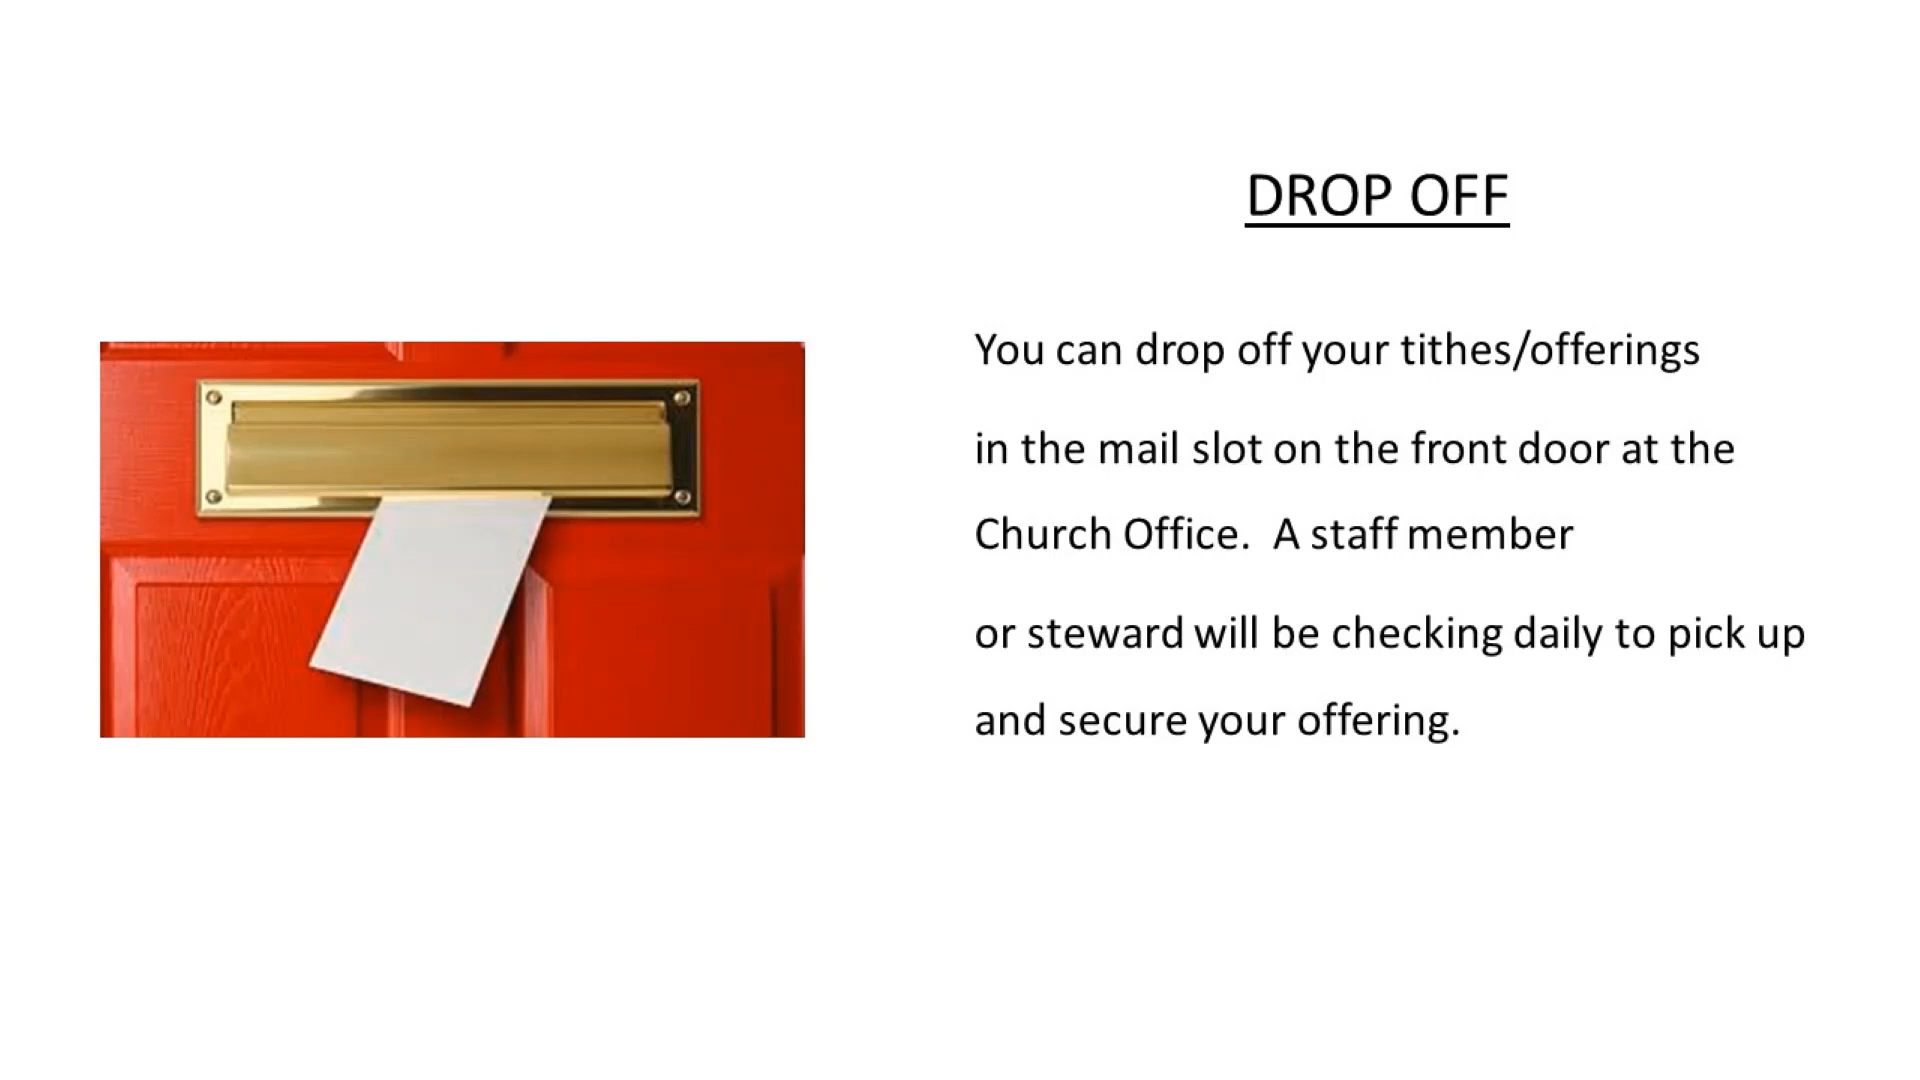 DROP OFF
You can drop off your tithes/offerings
in the mail slot on the front door at the
Church Office.  A staff member
or steward will be checking daily to pick up
and secure your offering.